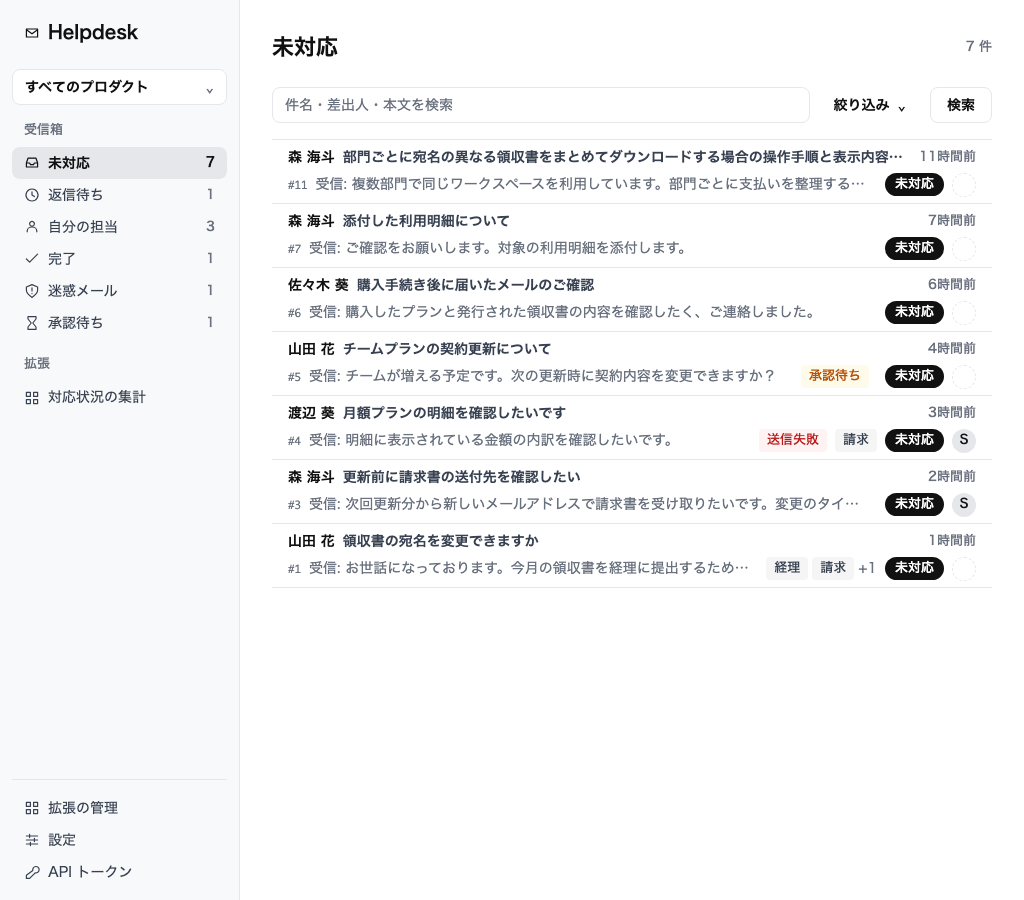 Helpdesk
すべてのプロダクト
受信箱
未対応 7
返信待ち 1
自分の担当 3
完了 1
迷惑メール 1
承認待ち 1
拡張
対応状況の集計
拡張の管理
設定
API トークン
未対応 7 件
件名・差出人・本文を検索 絞り込み 検索
森 海斗 部門ごとに宛名の異なる領収書をまとめてダウンロードする場合の操作手順と表示内容… 11時間前
#11 受信: 複数部門で同じワークスペースを利用しています。部門ごとに支払いを整理する… 未対応
森 海斗 添付した利用明細について 7時間前
#7 受信: ご確認をお願いします。対象の利用明細を添付します。 未対応
佐々木 葵 購入手続き後に届いたメールのご確認 6時間前
#6 受信: 購入したプランと発行された領収書の内容を確認したく、ご連絡しました。 未対応
山田 花 チームプランの契約更新について 4時間前
#5 受信: チームが増える予定です。次の更新時に契約内容を変更できますか？ 承認待ち 未対応
渡辺 葵 月額プランの明細を確認したいです 3時間前
#4 受信: 明細に表示されている金額の内訳を確認したいです。 送信失敗 請求 未対応 S
森 海斗 更新前に請求書の送付先を確認したい 2時間前
#3 受信: 次回更新分から新しいメールアドレスで請求書を受け取りたいです。変更のタイ… 未対応 S
山田 花 領収書の宛名を変更できますか 1時間前
#1 受信: お世話になっております。今月の領収書を経理に提出するため… 経理 請求 +1 未対応